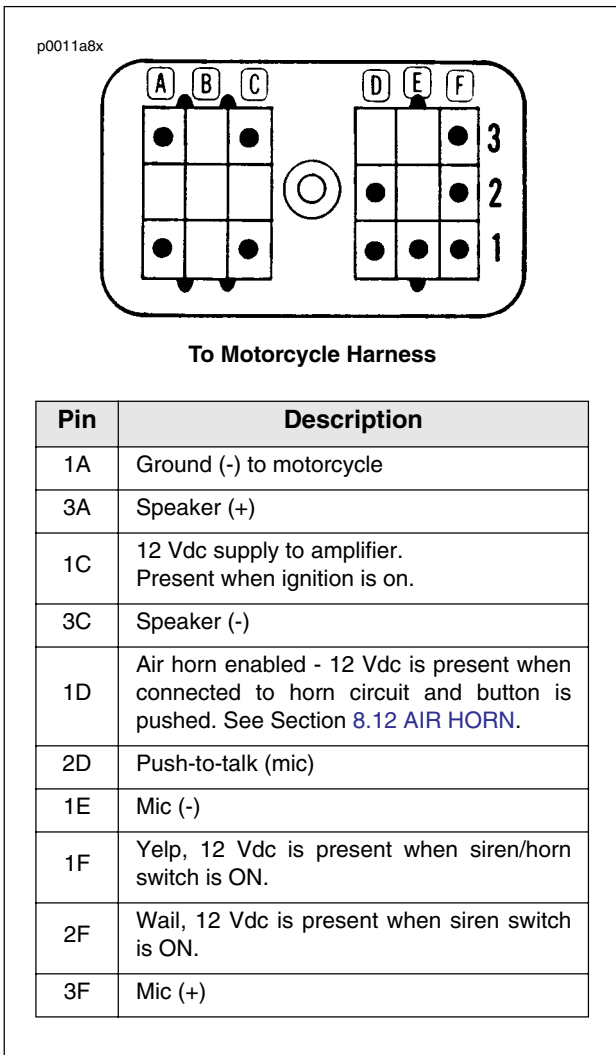 p0011a8x
A B C D E F
3
2
1
To Motorcycle Harness
Pin Description
1A Ground (-) to motorcycle
3A Speaker (+)
1C 12 Vdc supply to amplifier.
Present when ignition is on.
3C Speaker (-)
1D Air horn enabled - 12 Vdc is present when
connected to horn circuit and button is
pushed. See Section 8.12 AIR HORN.
2D Push-to-talk (mic)
1E Mic (-)
1F Yelp, 12 Vdc is present when siren/horn
switch is ON.
2F Wail, 12 Vdc is present when siren switch
is ON.
3F Mic (+)